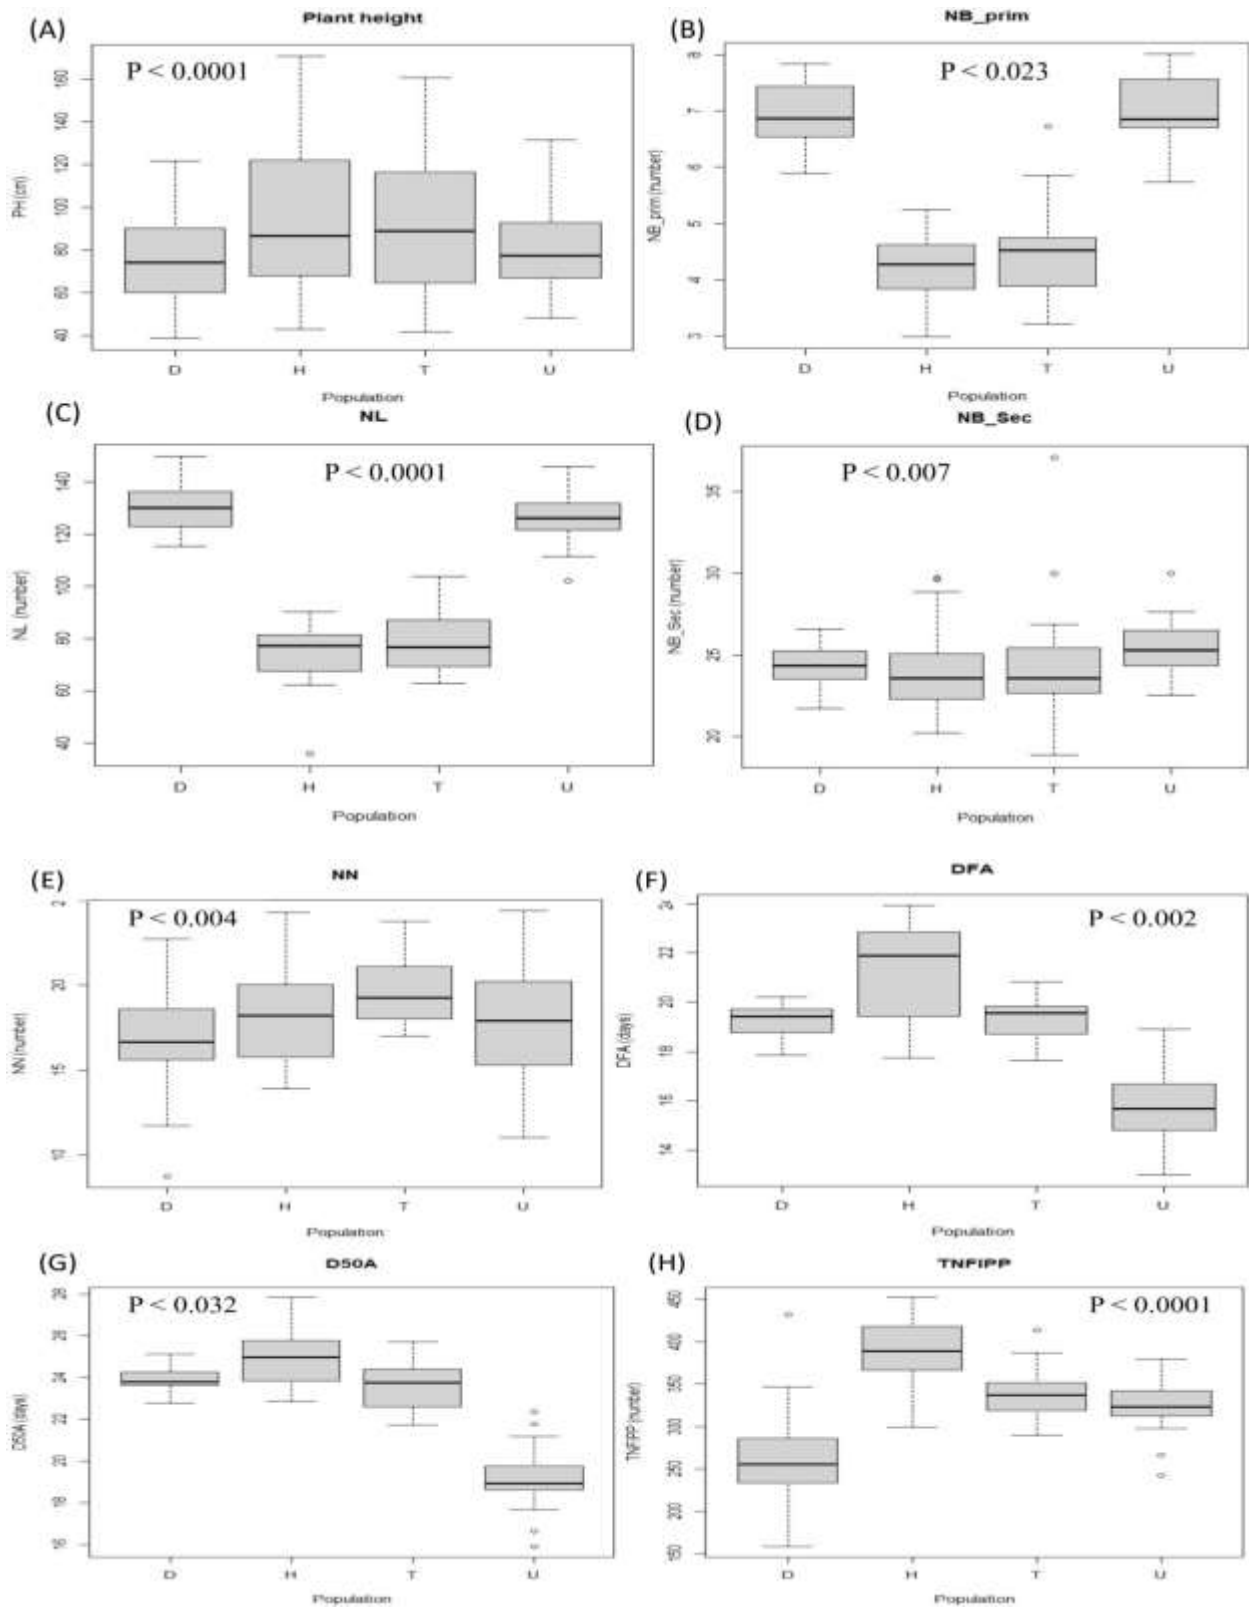 (A)
Plant height
P < 0.0001
PH (cm)
160
140
120
100
80
60
40
D H T U
Population
(B)
NB_prim
P < 0.023
NB_prim (number)
8
7
6
5
4
3
D H T U
Population
(C)
NL
P < 0.0001
NL (number)
140
120
100
80
60
40
D H T U
Population
(D)
NB_Sec
P < 0.007
NB_Sec (number)
35
30
25
20
D H T U
Population
(E)
NN
P < 0.004
NN (number)
2
20
15
10
D H T U
Population
(F)
DFA
P < 0.002
DFA (days)
24
22
20
18
16
14
D H T U
Population
(G)
D50A
P < 0.032
D50A (days)
28
26
24
22
20
18
16
D H T U
Population
(H)
TNFIPP
P < 0.0001
TNFIPP (number)
450
400
350
300
250
200
150
D H T U
Population